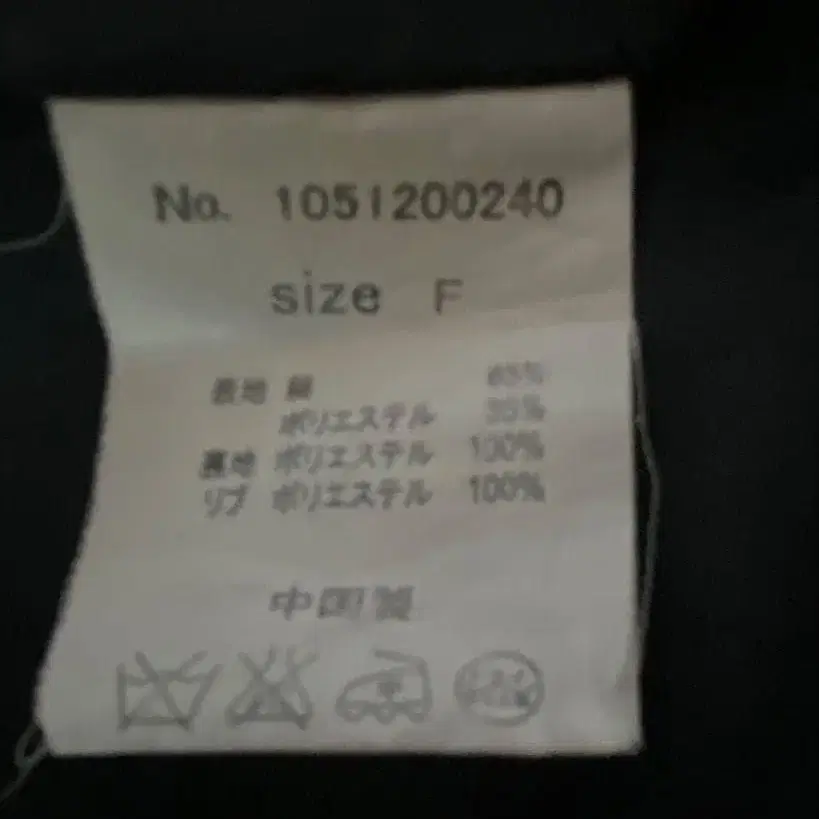 No. 1051200240
size F
表地 綿 65%
ポリエステル 35%
裏地 ポリエステル 100%
リブ ポリエステル 100%
中国製
中